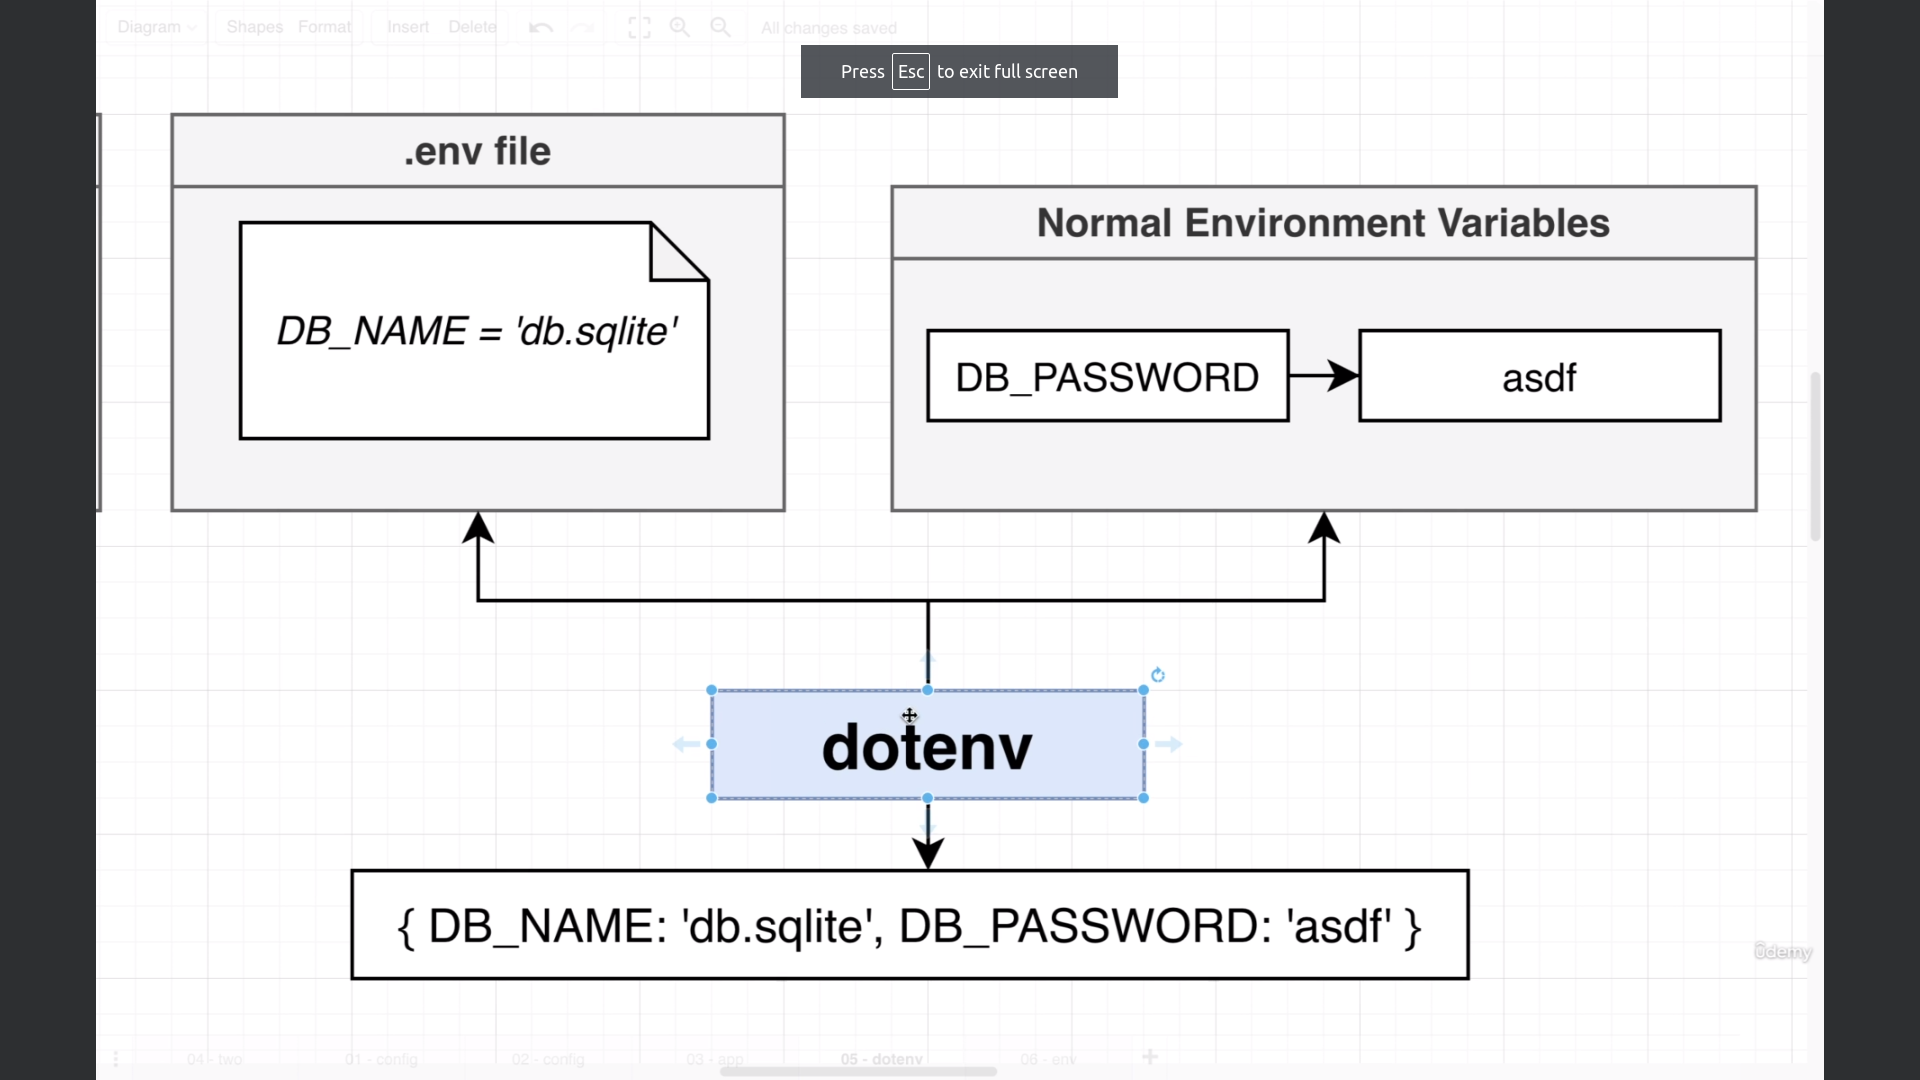 Diagram
Shapes
Format
Insert
Delete
All changes saved
Press Esc to exit full screen
.env file
DB_NAME = 'db.sqlite'
Normal Environment Variables
DB_PASSWORD
asdf
dotenv
{ DB_NAME: 'db.sqlite', DB_PASSWORD: 'asdf' }
ûdemy
04 - two
01 - config
02 - config
03 - app
05 - dotenv
06 - env